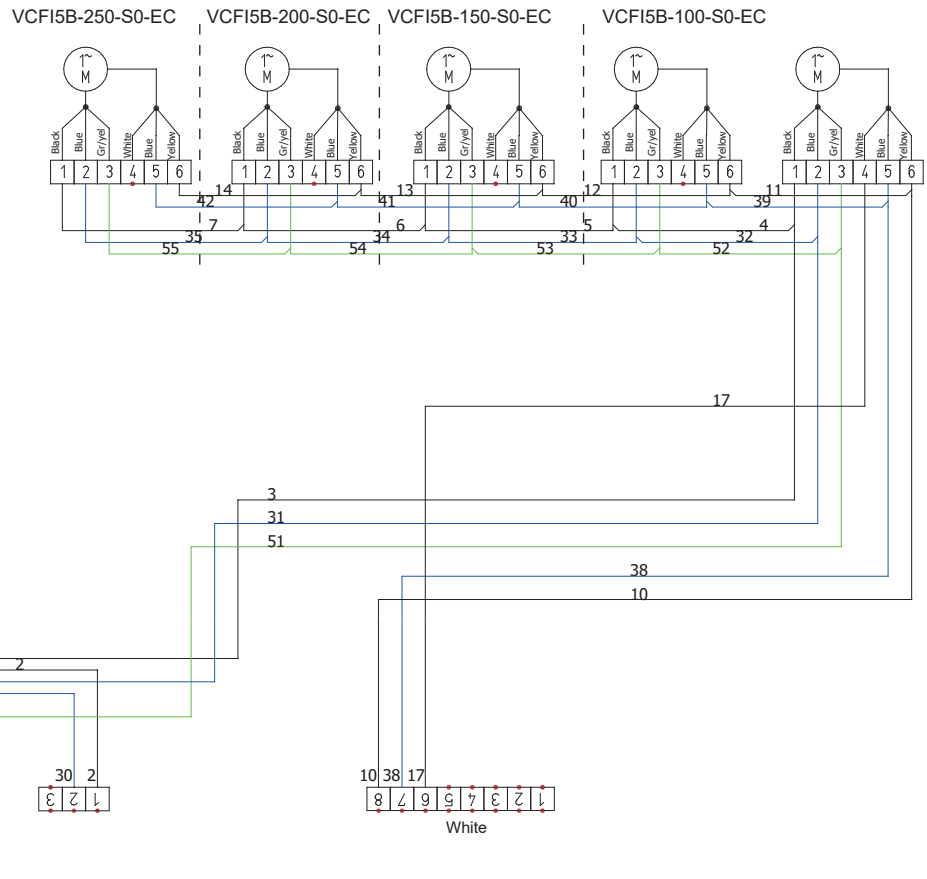 VCFI5B-250-S0-EC VCFI5B-200-S0-EC VCFI5B-150-S0-EC VCFI5B-100-S0-EC
1~ 1~ 1~ 1~ 1~
M M M M M
Black Blue Gr/yel White Blue Yellow Black Blue Gr/yel White Blue Yellow Black Blue Gr/yel White Blue Yellow Black Blue Gr/yel White Blue Yellow Black Blue Gr/yel White Blue Yellow
1 2 3 4 5 6 1 2 3 4 5 6 1 2 3 4 5 6 1 2 3 4 5 6 1 2 3 4 5 6
14 13 12 11
42 41 40 39
7 6 5 4
35 34 33 32
55 54 53 52
17
3
31
51
38
10
2
30 2 10 38 17
3 2 1 8 7 6 5 4 3 2 1
White